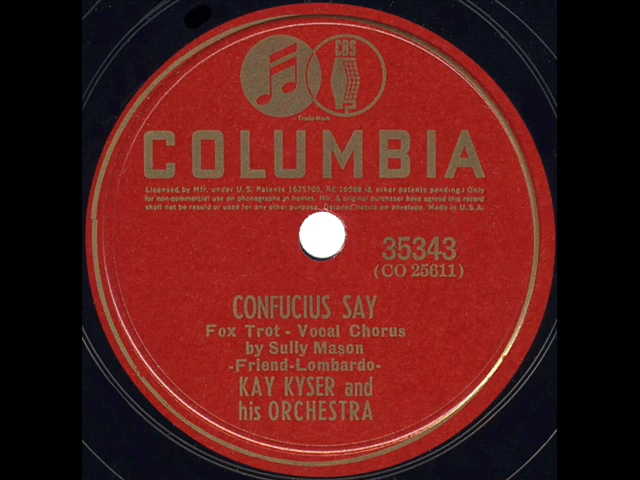 CBS
Trade Mark
COLUMBIA
Licensed by Mfr. under U. S. Patents 1625705, RE 16588 (& other patents pending.) Only
for non-commercial use on phonographs in homes. Mfr. & original purchaser have agreed this record
shall not be resold or used for any other purpose. Detailed notice on envelope. Made in U.S.A.
35343
(CO 25611)
CONFUCIUS SAY
Fox Trot - Vocal Chorus
by Sully Mason
-Friend-Lombardo-
KAY KYSER and
his ORCHESTRA